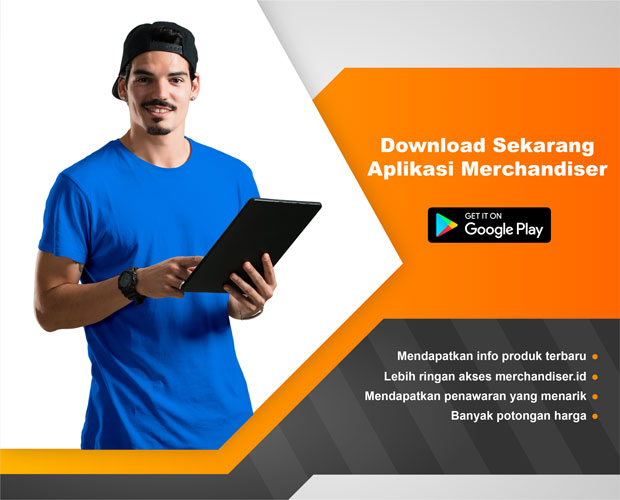 Download Sekarang
Aplikasi Merchandiser
GET IT ON
Google Play
Mendapatkan info produk terbaru
Lebih ringan akses merchandiser.id
Mendapatkan penawaran yang menarik
Banyak potongan harga